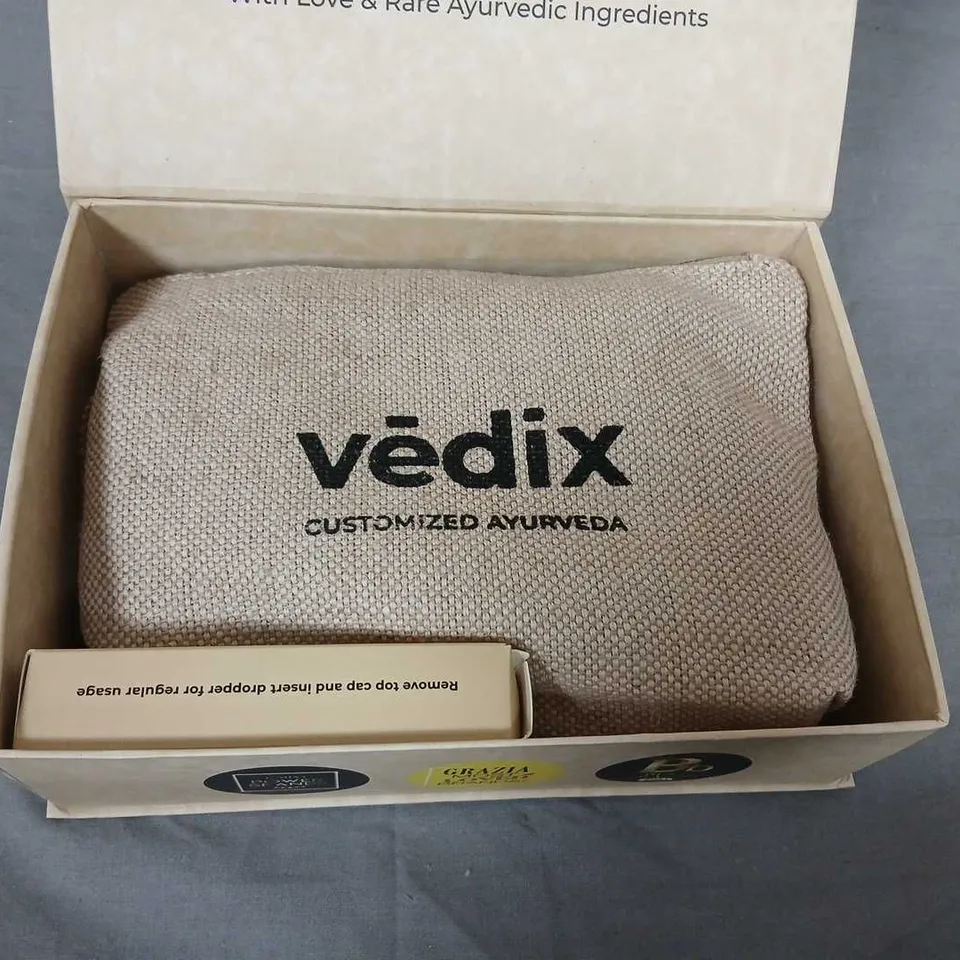 With Love & Rare Ayurvedic Ingredients
vēdix
CUSTOMIZED AYURVEDA
Remove top cap and insert dropper for regular usage
GRAZIA